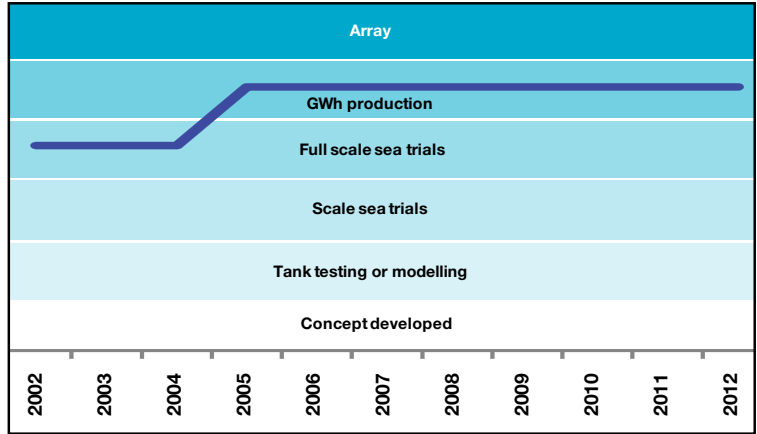 Array
GWh production
Full scale sea trials
Scale sea trials
Tank testing or modelling
Concept developed
2002
2003
2004
2005
2006
2007
2008
2009
2010
2011
2012